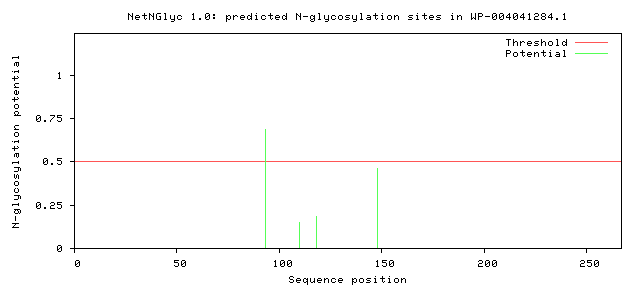 NetNGlyc 1.0: predicted N-glycosylation sites in WP-004041284.1
Threshold
Potential
N-glycosylation potential
1
0.75
0.5
0.25
0
0 50 100 150 200 250
Sequence position